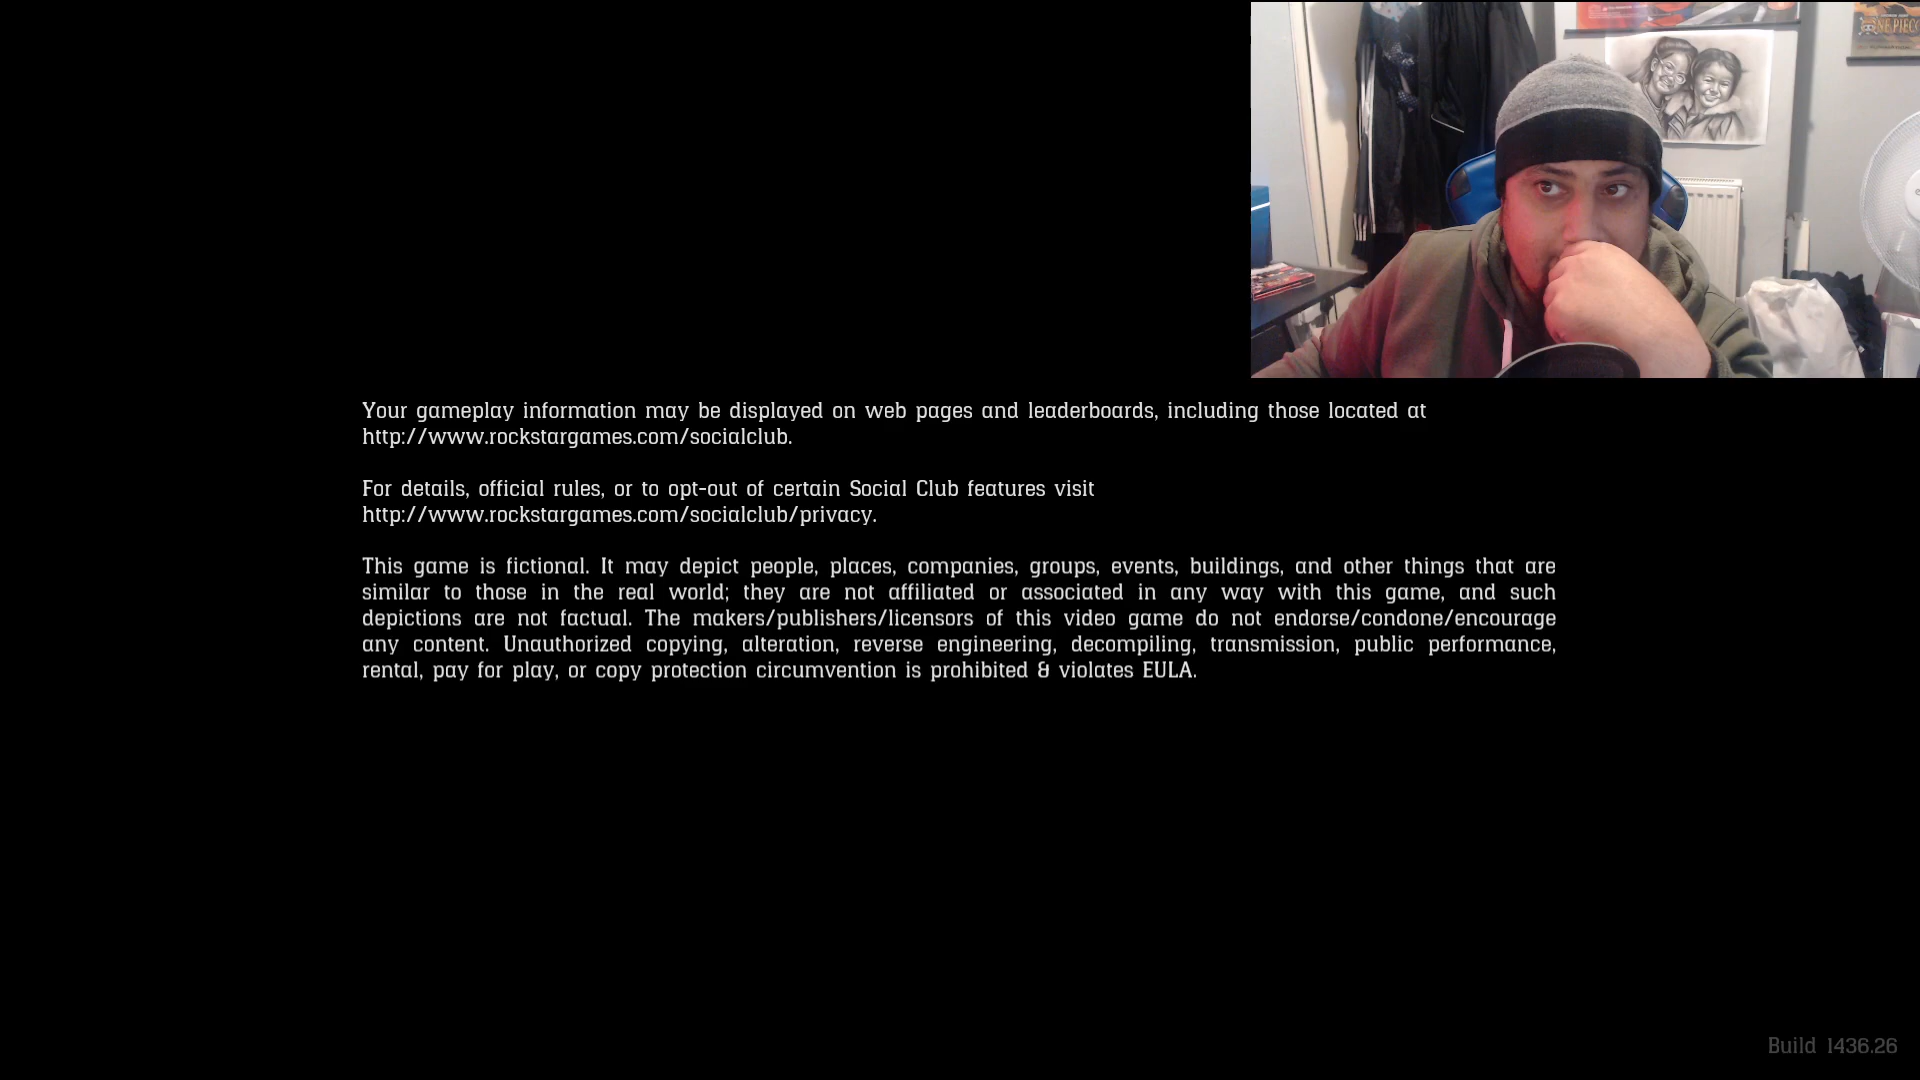 ONE PIECE
Your gameplay information may be displayed on web pages and leaderboards, including those located at
http://www.rockstargames.com/socialclub.
For details, official rules, or to opt-out of certain Social Club features visit
http://www.rockstargames.com/socialclub/privacy.
This game is fictional. It may depict people, places, companies, groups, events, buildings, and other things that are
similar to those in the real world; they are not affiliated or associated in any way with this game, and such
depictions are not factual. The makers/publishers/licensors of this video game do not endorse/condone/encourage
any content. Unauthorized copying, alteration, reverse engineering, decompiling, transmission, public performance,
rental, pay for play, or copy protection circumvention is prohibited & violates EULA.
Build 1436.26